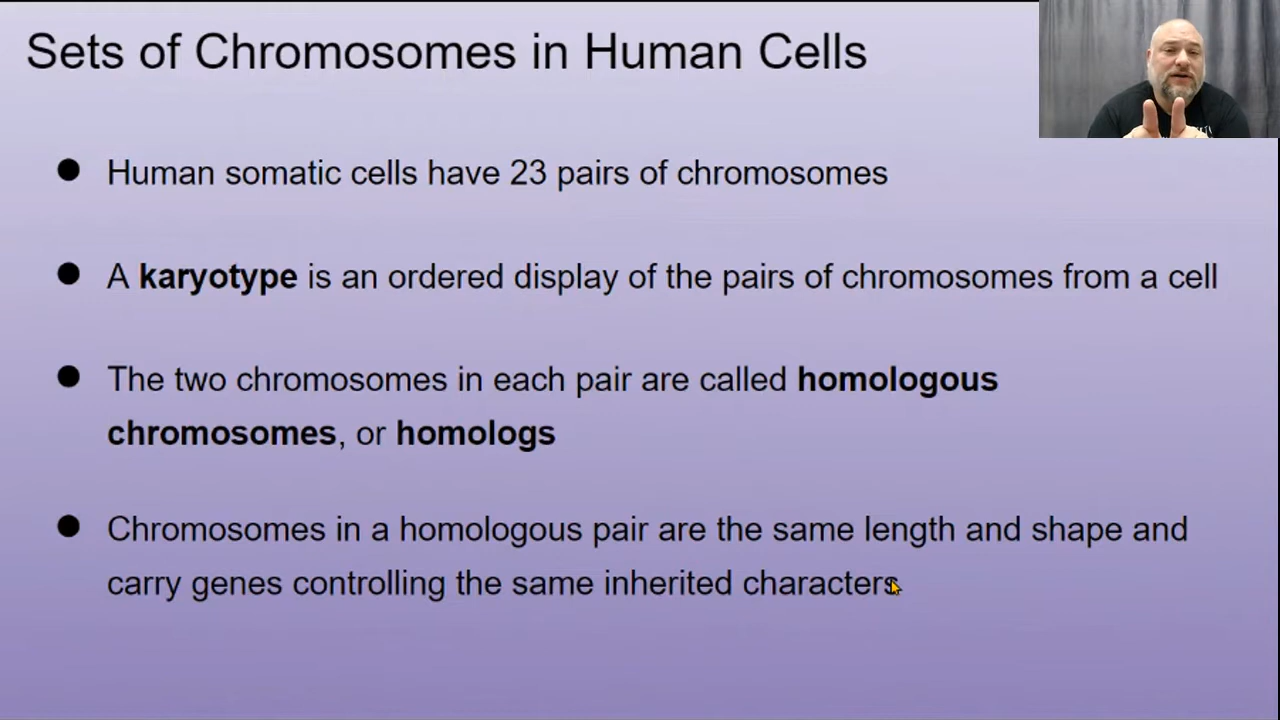 Sets of Chromosomes in Human Cells
● Human somatic cells have 23 pairs of chromosomes
● A karyotype is an ordered display of the pairs of chromosomes from a cell
● The two chromosomes in each pair are called homologous
chromosomes, or homologs
● Chromosomes in a homologous pair are the same length and shape and
carry genes controlling the same inherited characters